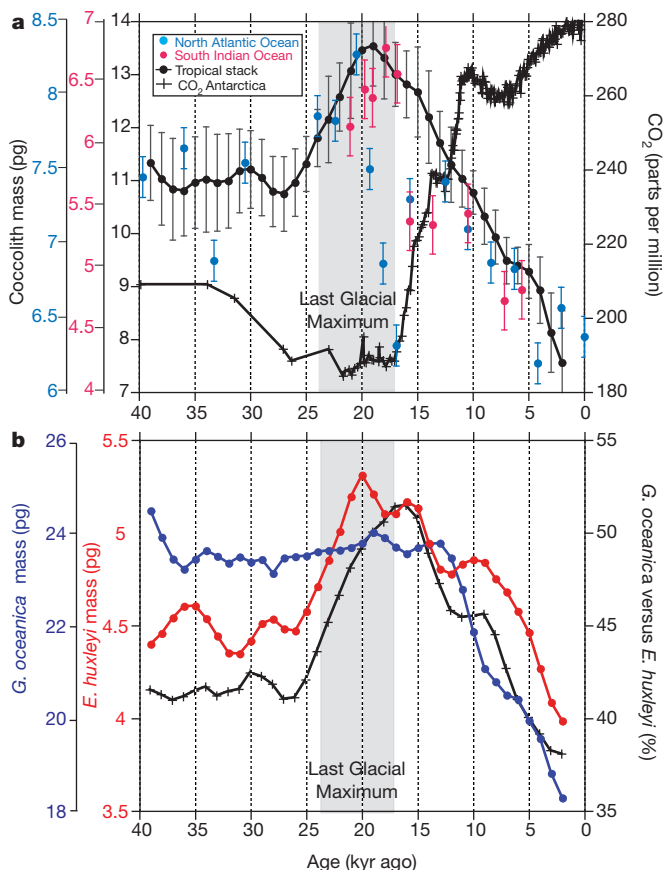 a
8.5
8
7.5
7
6.5
6
7
6.5
6
5.5
5
4.5
4
Coccolith mass (pg)
14
13
12
11
10
9
8
7
North Atlantic Ocean
South Indian Ocean
Tropical stack
CO2 Antarctica
Last Glacial
Maximum
280
260
240
220
200
180
CO2 (parts per million)
40 35 30 25 20 15 10 5 0
b
26
24
22
20
18
G. oceanica mass (pg)
5.5
5
4.5
4
3.5
E. huxleyi mass (pg)
Last Glacial
Maximum
55
50
45
40
35
G. oceanica versus E. huxleyi (%)
40 35 30 25 20 15 10 5 0
Age (kyr ago)